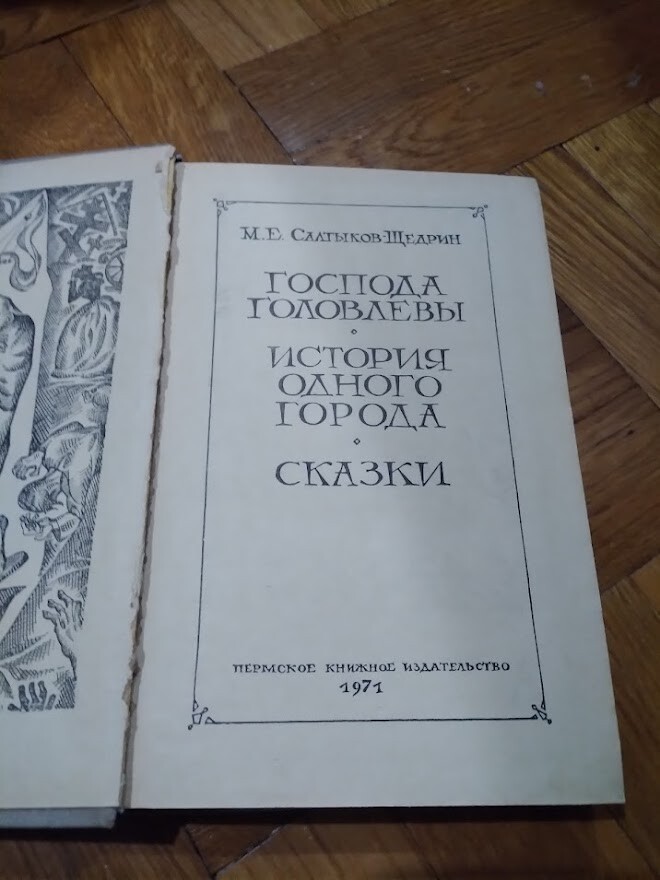 М.Е. Салтыков-Щедрин
ГОСПОДА
ГОЛОВЛЕВЫ
ИСТОРИЯ
ОДНОГО
ГОРОДА
СКАЗКИ
ПЕРМСКОЕ КНИЖНОЕ ИЗДАТЕЛЬСТВО
1971